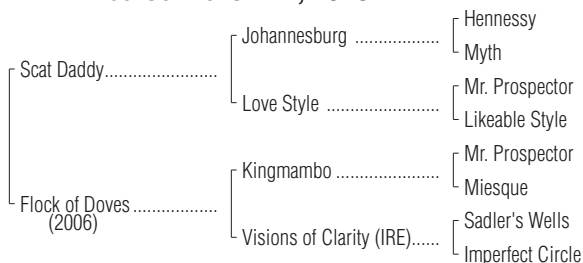 Hennessy
Johannesburg ...................
Myth
Scat Daddy.........................
Mr. Prospector
Love Style .........................
Likeable Style
Mr. Prospector
Kingmambo .......................
Miesque
Flock of Doves...................
(2006)
Sadler's Wells
Visions of Clarity (IRE)......
Imperfect Circle